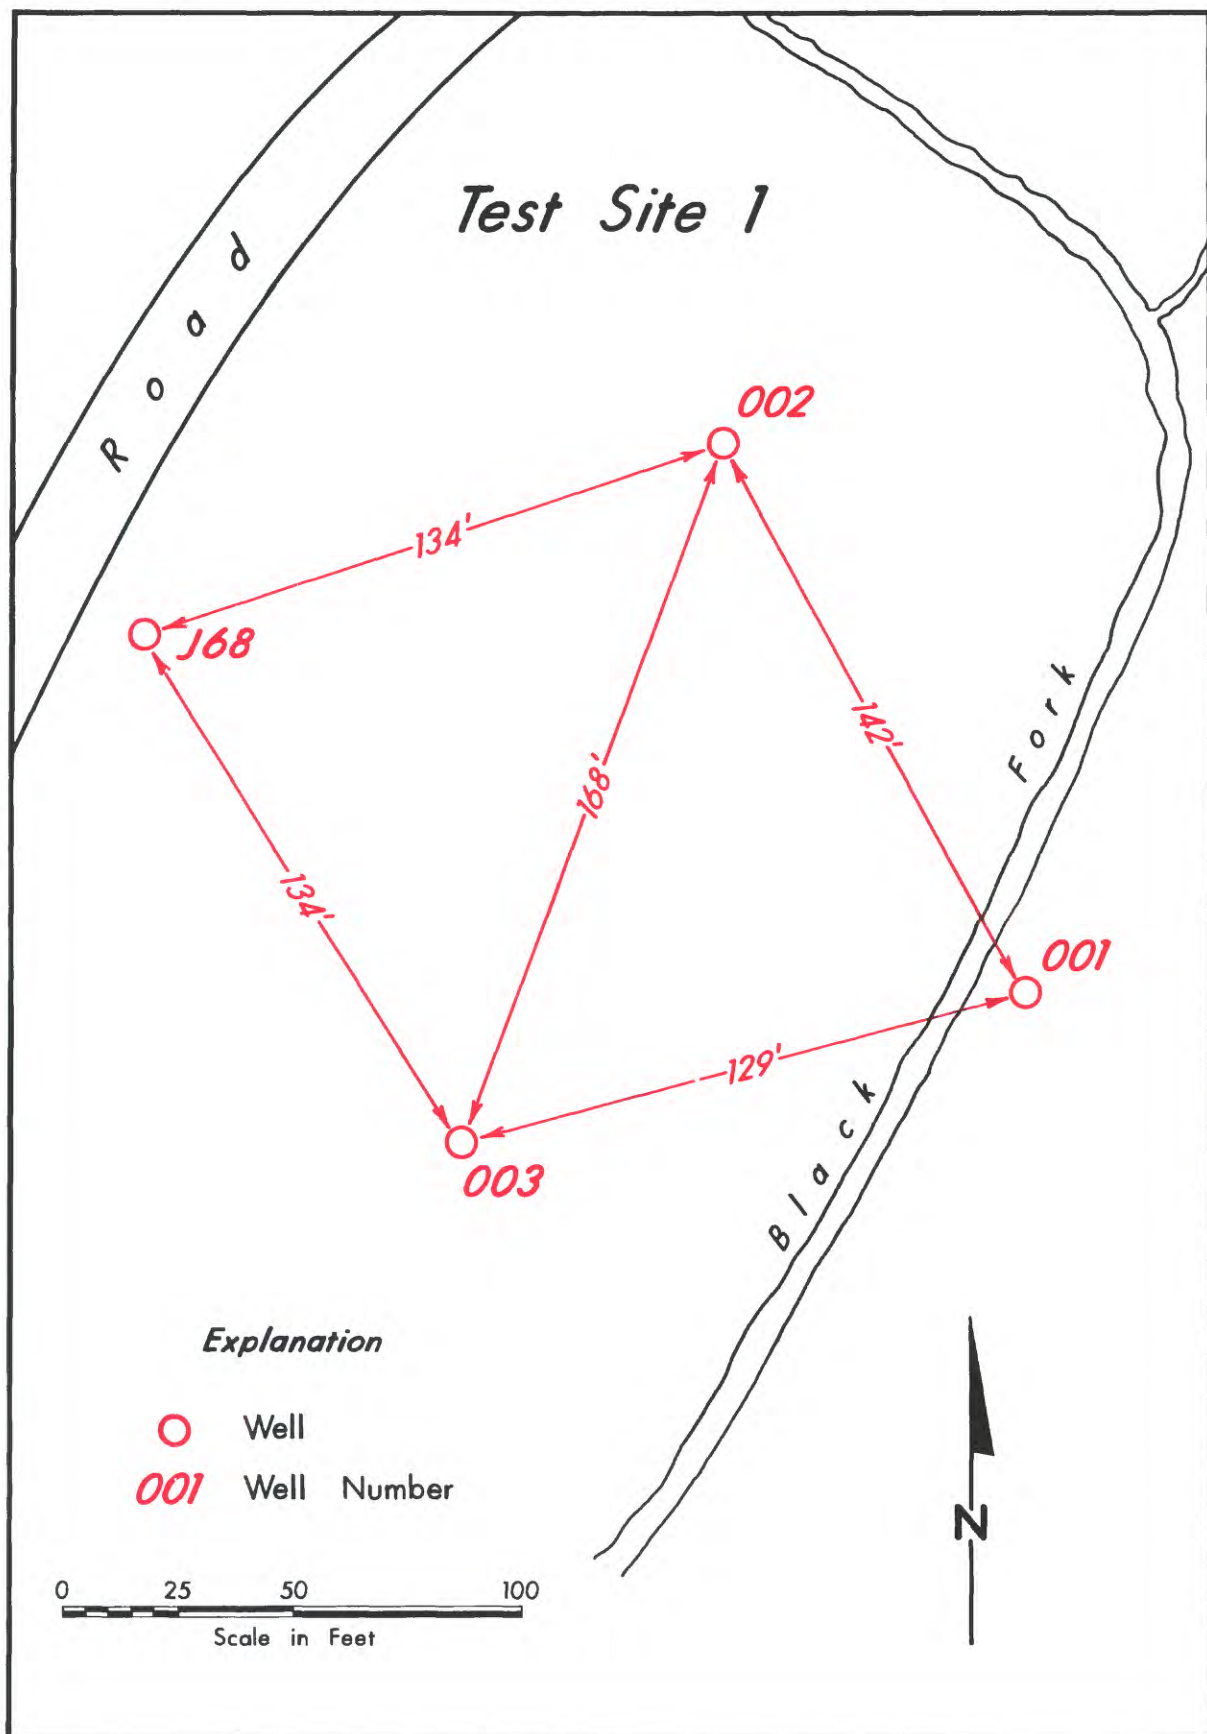 Test Site 1
Road
002
134'
J68
142'
168'
Fork
134'
001
129'
Black
003
Explanation
Well
001 Well Number
0 25 50 100
Scale in Feet
N